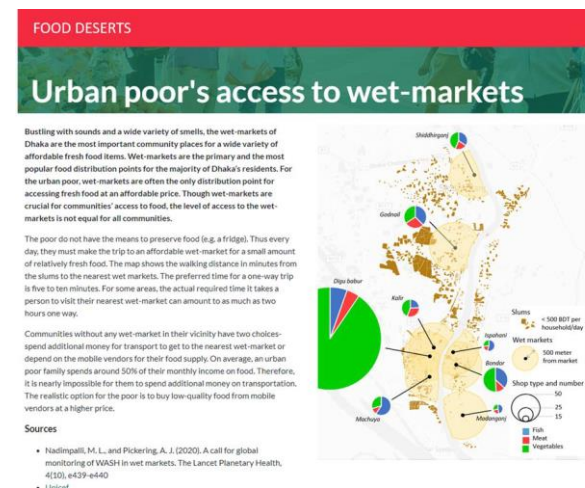 FOOD DESERTS
Urban poor's access to wet-markets
Bustling with sounds and a wide variety of smells, the wet-markets of
Dhaka are the most important community places for a wide variety of
affordable fresh food items. Wet-markets are the primary and the most
popular food distribution points for the majority of Dhaka's residents. For
the urban poor, wet-markets are often the only distribution point for
accessing fresh food at an affordable price. Though wet-markets are
crucial for communities' access to food, the level of access to the wet-
markets is not equal for all communities.
The poor do not have the means to preserve food (e.g. a fridge). Thus every
day, they must make the trip to an affordable wet-market for a small amount
of relatively fresh food. The map shows the walking distance in minutes from
the slums to the nearest wet markets. The preferred time for a one-way trip
is five to ten minutes. For some areas, the actual required time it takes a
person to visit their nearest wet-market can amount to as much as two
hours one way.
Communities without any wet-market in their vicinity have two choices-
spend additional money for transport to get to the nearest wet-market or
depend on the mobile vendors for their food supply. On average, an urban
poor family spends around 50% of their monthly income on food. Therefore,
it is nearly impossible for them to spend additional money on transportation.
The realistic option for the poor is to buy low-quality food from mobile
vendors at a higher price.
Sources
• Nadimpalli, M. L., and Pickering, A. J. (2020). A call for global
monitoring of WASH in wet markets. The Lancet Planetary Health,
4(10), e439-e440
• Unicef
Shiddhirganj
Godnail
Digu babur
Kalir
Ispahani
Bandar
Machuya
Madanganj
Slums
< 500 BDT per
household/day
Wet markets
500 meter
from market
Shop type and number
50
25
15
Fish
Meat
Vegetables